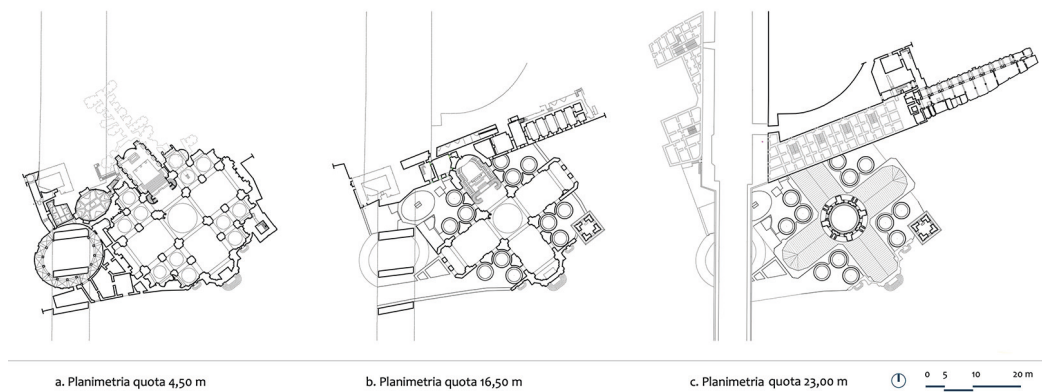 a. Planimetria quota 4,50 m
b. Planimetria quota 16,50 m
c. Planimetria quota 23,00 m
0 5 10 20 m